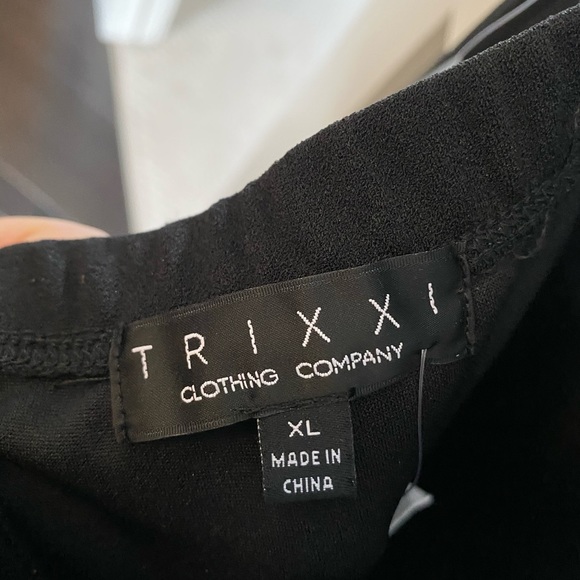 TRIXXI
CLOTHING COMPANY
XL
MADE IN
CHINA